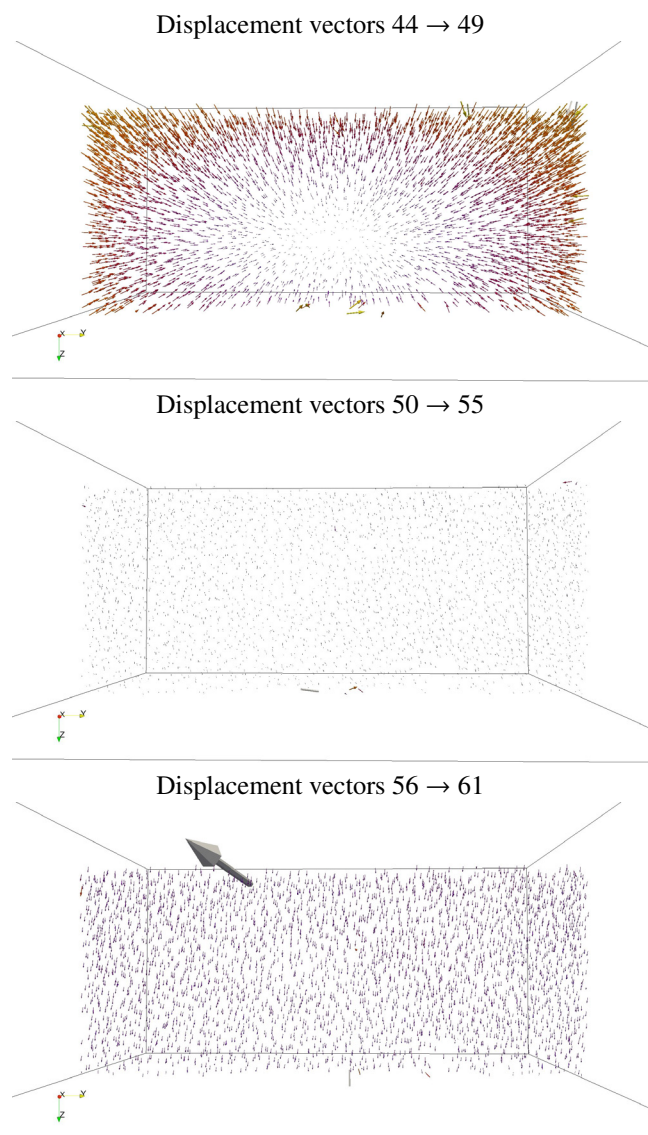 Displacement vectors 44 → 49
X Y
Z
Displacement vectors 50 → 55
X Y
Z
Displacement vectors 56 → 61
X Y
Z